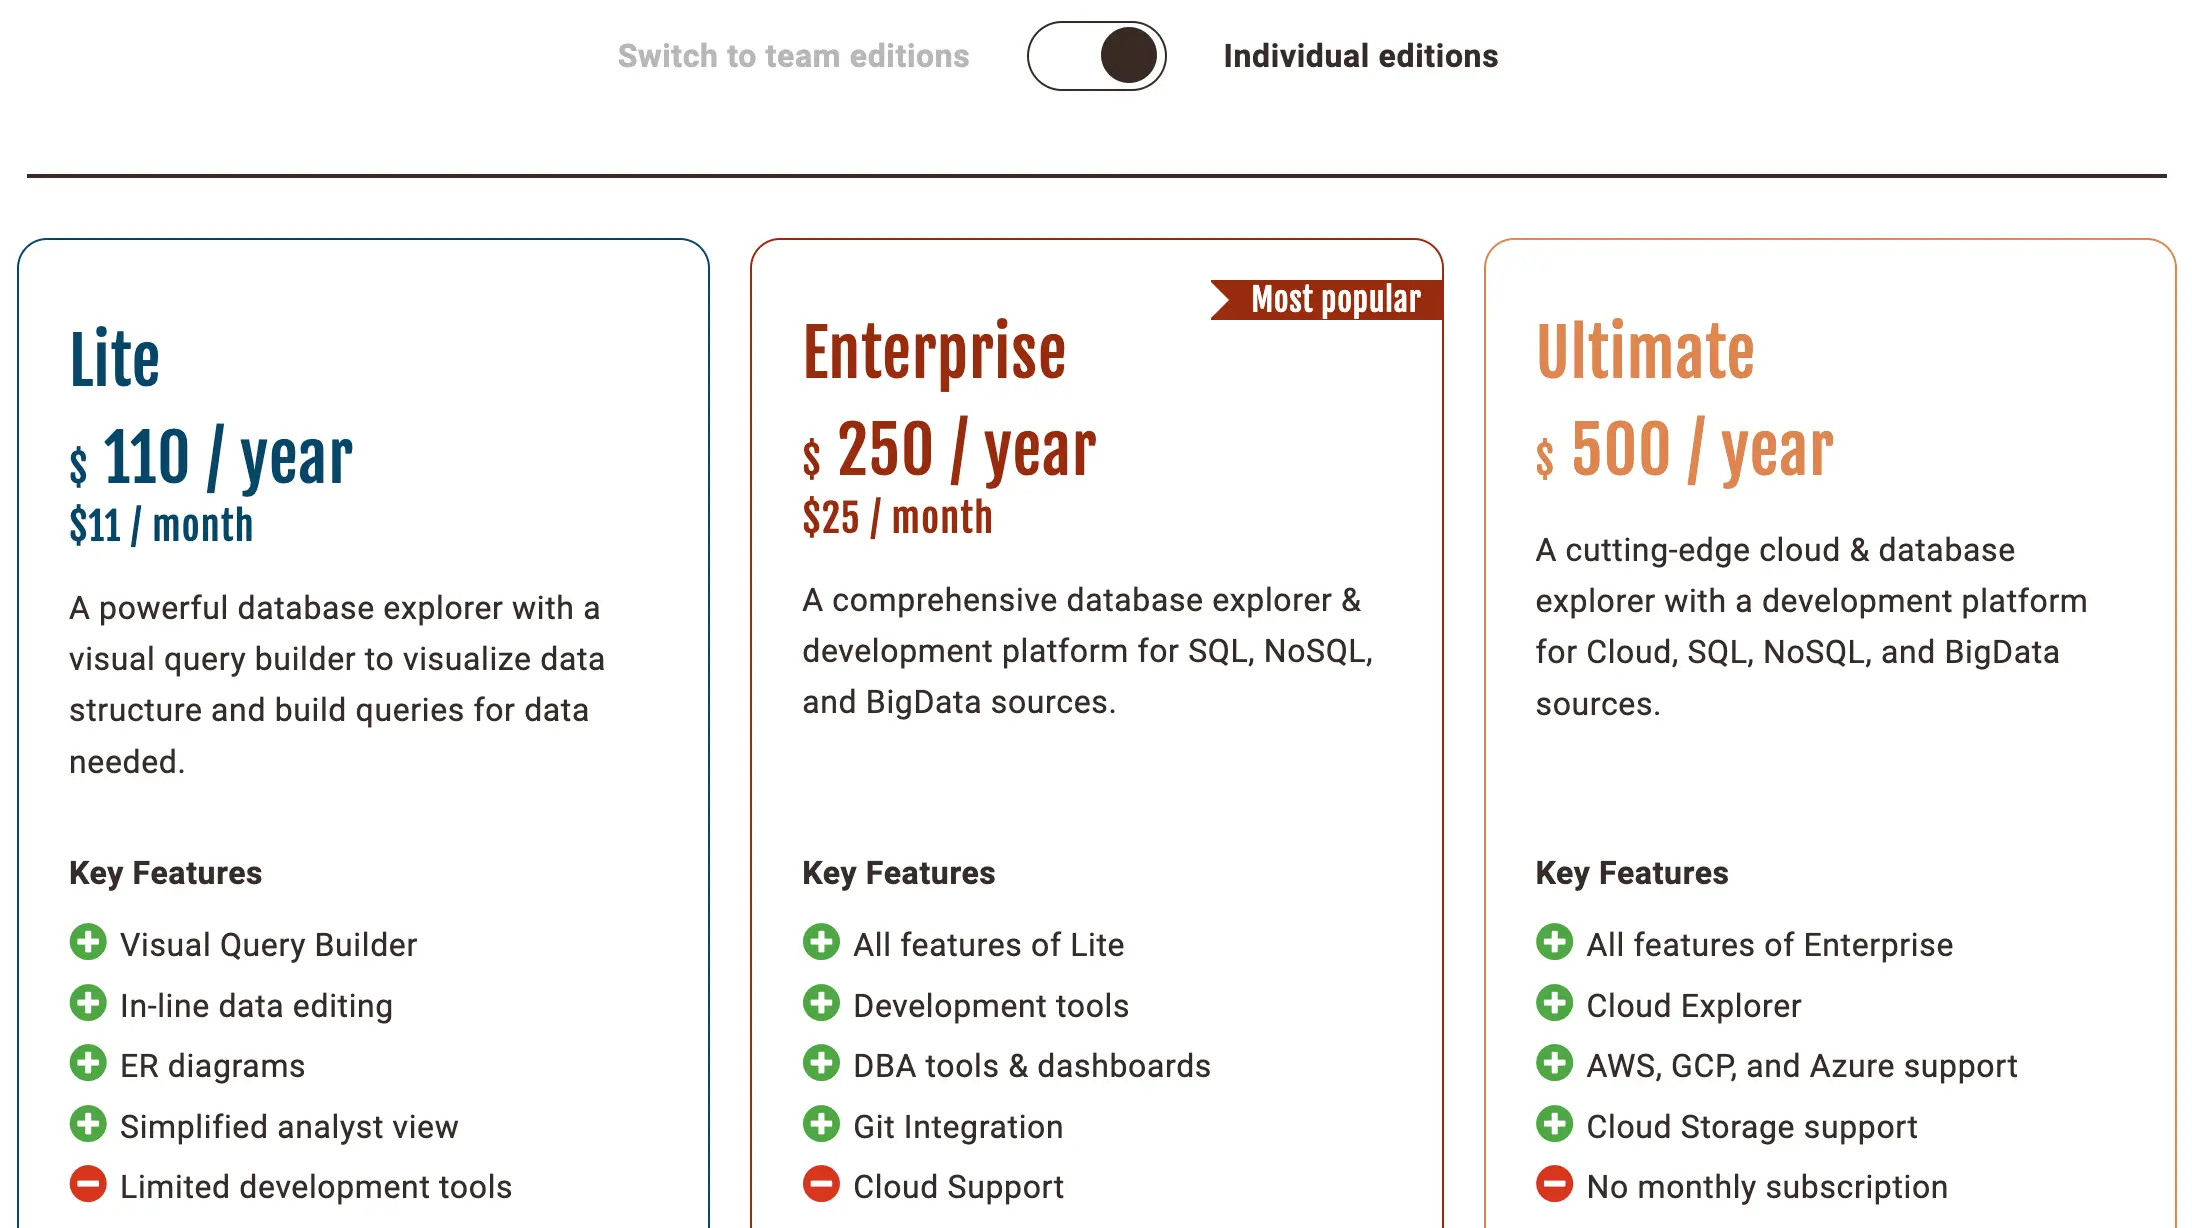 Switch to team editions
Individual editions
Lite
$ 110 / year
$11 / month
A powerful database explorer with a
visual query builder to visualize data
structure and build queries for data
needed.
Key Features
Visual Query Builder
In-line data editing
ER diagrams
Simplified analyst view
Limited development tools
Most popular
Enterprise
$ 250 / year
$25 / month
A comprehensive database explorer &
development platform for SQL, NoSQL,
and BigData sources.
Key Features
All features of Lite
Development tools
DBA tools & dashboards
Git Integration
Cloud Support
Ultimate
$ 500 / year
A cutting-edge cloud & database
explorer with a development platform
for Cloud, SQL, NoSQL, and BigData
sources.
Key Features
All features of Enterprise
Cloud Explorer
AWS, GCP, and Azure support
Cloud Storage support
No monthly subscription